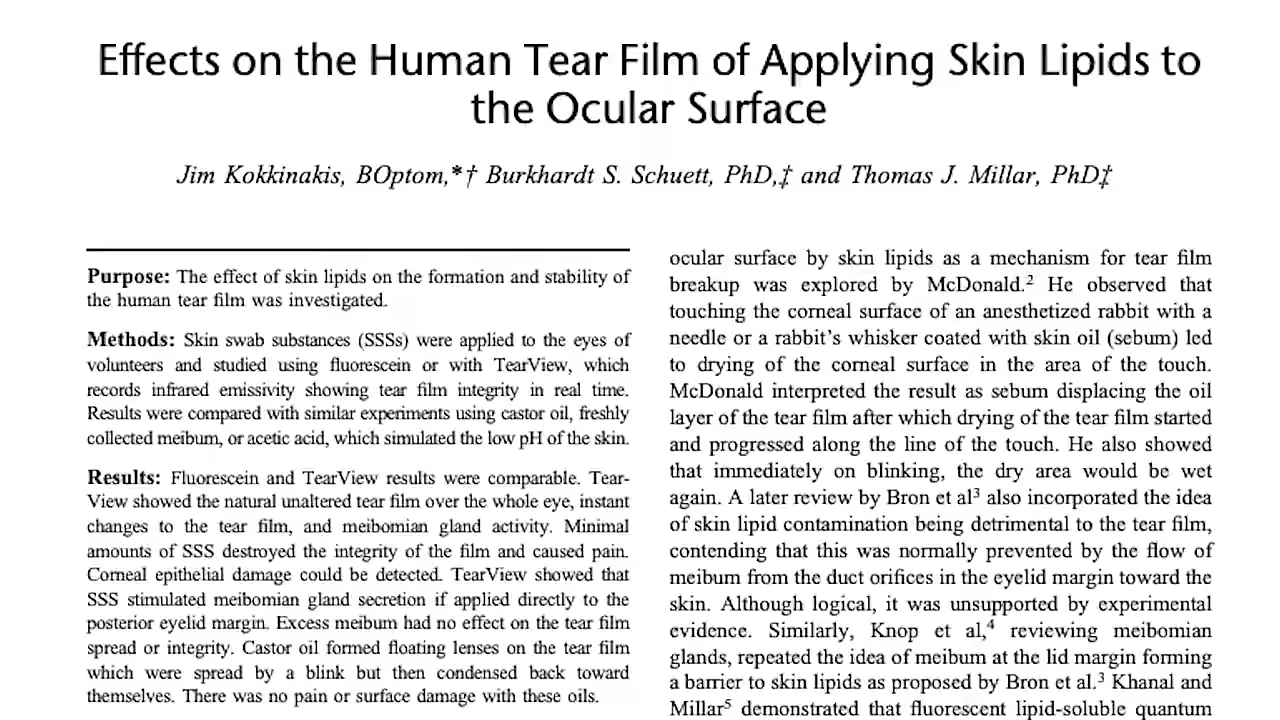 Effects on the Human Tear Film of Applying Skin Lipids to
the Ocular Surface
Jim Kokkinakis, BOptom,*† Burkhardt S. Schuett, PhD,‡ and Thomas J. Millar, PhD‡
Purpose: The effect of skin lipids on the formation and stability of
the human tear film was investigated.
Methods: Skin swab substances (SSSs) were applied to the eyes of
volunteers and studied using fluorescein or with TearView, which
records infrared emissivity showing tear film integrity in real time.
Results were compared with similar experiments using castor oil, freshly
collected meibum, or acetic acid, which simulated the low pH of the skin.
Results: Fluorescein and TearView results were comparable. Tear-
View showed the natural unaltered tear film over the whole eye, instant
changes to the tear film, and meibomian gland activity. Minimal
amounts of SSS destroyed the integrity of the film and caused pain.
Corneal epithelial damage could be detected. TearView showed that
SSS stimulated meibomian gland secretion if applied directly to the
posterior eyelid margin. Excess meibum had no effect on the tear film
spread or integrity. Castor oil formed floating lenses on the tear film
which were spread by a blink but then condensed back toward
themselves. There was no pain or surface damage with these oils.
ocular surface by skin lipids as a mechanism for tear film
breakup was explored by McDonald.² He observed that
touching the corneal surface of an anesthetized rabbit with a
needle or a rabbit's whisker coated with skin oil (sebum) led
to drying of the corneal surface in the area of the touch.
McDonald interpreted the result as sebum displacing the oil
layer of the tear film after which drying of the tear film started
and progressed along the line of the touch. He also showed
that immediately on blinking, the dry area would be wet
again. A later review by Bron et al³ also incorporated the idea
of skin lipid contamination being detrimental to the tear film,
contending that this was normally prevented by the flow of
meibum from the duct orifices in the eyelid margin toward the
skin. Although logical, it was unsupported by experimental
evidence. Similarly, Knop et al,⁴ reviewing meibomian
glands, repeated the idea of meibum at the lid margin forming
a barrier to skin lipids as proposed by Bron et al.³ Khanal and
Millar⁵ demonstrated that fluorescent lipid-soluble quantum